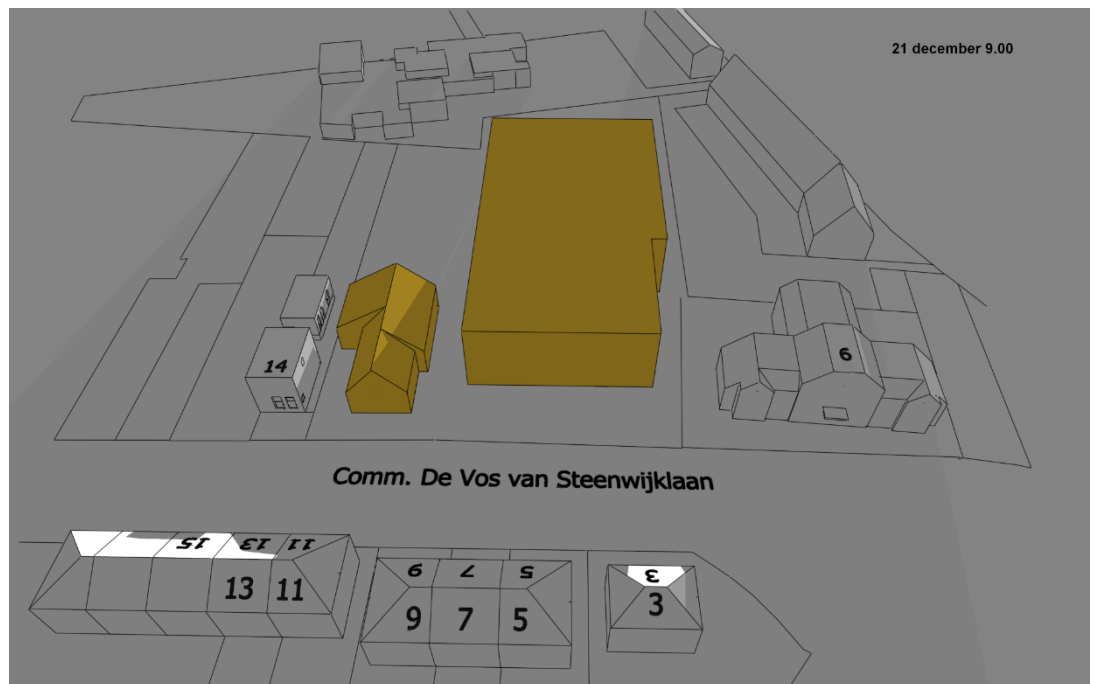 21 december 9.00
6
14
Comm. De Vos van Steenwijklaan
15 13 11
13 11
9 7 5
9 7 5
3
3